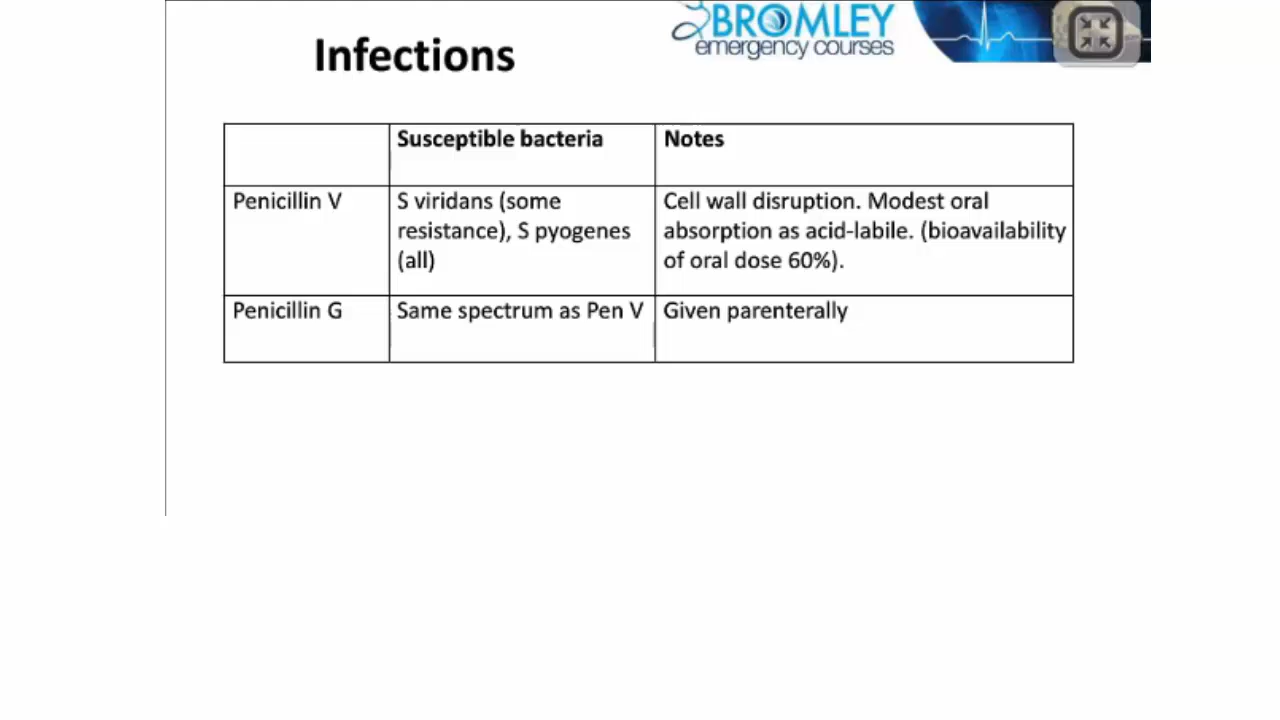 BROMLEY
emergency courses
Infections
Susceptible bacteria
Notes
Penicillin V
S viridans (some
resistance), S pyogenes
(all)
Cell wall disruption. Modest oral
absorption as acid-labile. (bioavailability
of oral dose 60%).
Penicillin G
Same spectrum as Pen V
Given parenterally